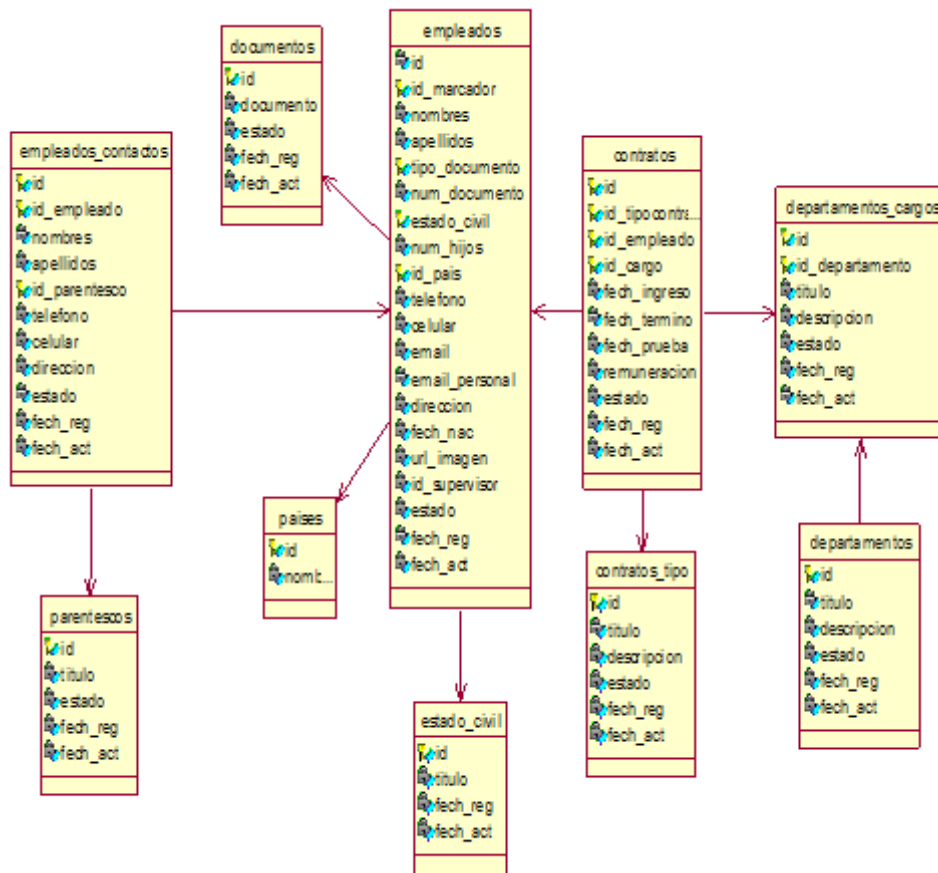 documentos
id
documento
estado
fech_reg
fech_act
empleados
id
id_marcador
nombres
apellidos
tipo_documento
num_documento
estado_civil
num_hijos
id_pais
telefono
celular
email
email_personal
direccion
fech_nac
url_imagen
id_supervisor
estado
fech_reg
fech_act
empleados_contactos
id
id_empleado
nombres
apellidos
id_parentesco
telefono
celular
direccion
estado
fech_reg
fech_act
contratos
id
id_tipocontra...
id_empleado
id_cargo
fech_ingreso
fech_termino
fech_prueba
remuneracion
estado
fech_reg
fech_act
departamentos_cargos
id
id_departamento
titulo
descripcion
estado
fech_reg
fech_act
paises
id
nomb...
departamentos
id
titulo
descripcion
estado
fech_reg
fech_act
contratos_tipo
id
titulo
descripcion
estado
fech_reg
fech_act
parentescos
id
titulo
estado
fech_reg
fech_act
estado_civil
id
titulo
fech_reg
fech_act